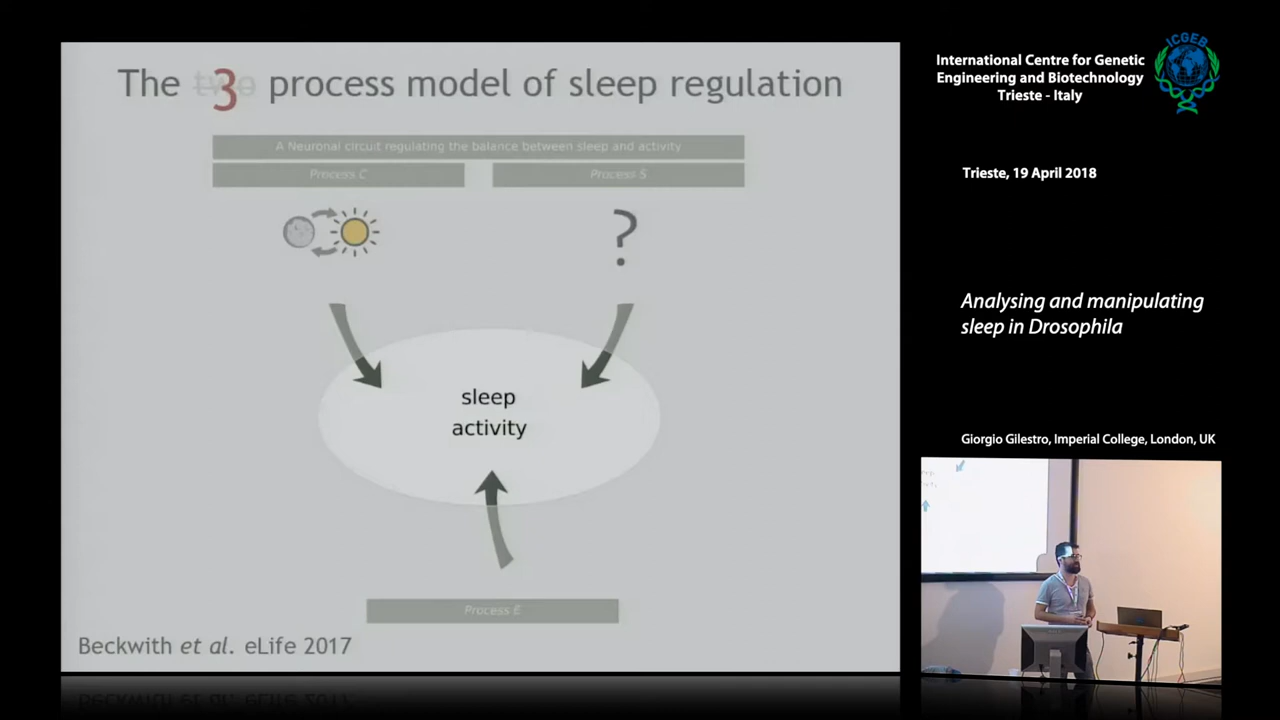 The two 3 process model of sleep regulation
A Neuronal circuit regulating the balance between sleep and activity
Process C
Process S
?
sleep
activity
Process E
Beckwith et al. eLife 2017
International Centre for Genetic
Engineering and Biotechnology
Trieste - Italy
ICGEB
Trieste, 19 April 2018
Analysing and manipulating
sleep in Drosophila
Giorgio Gilestro, Imperial College, London, UK